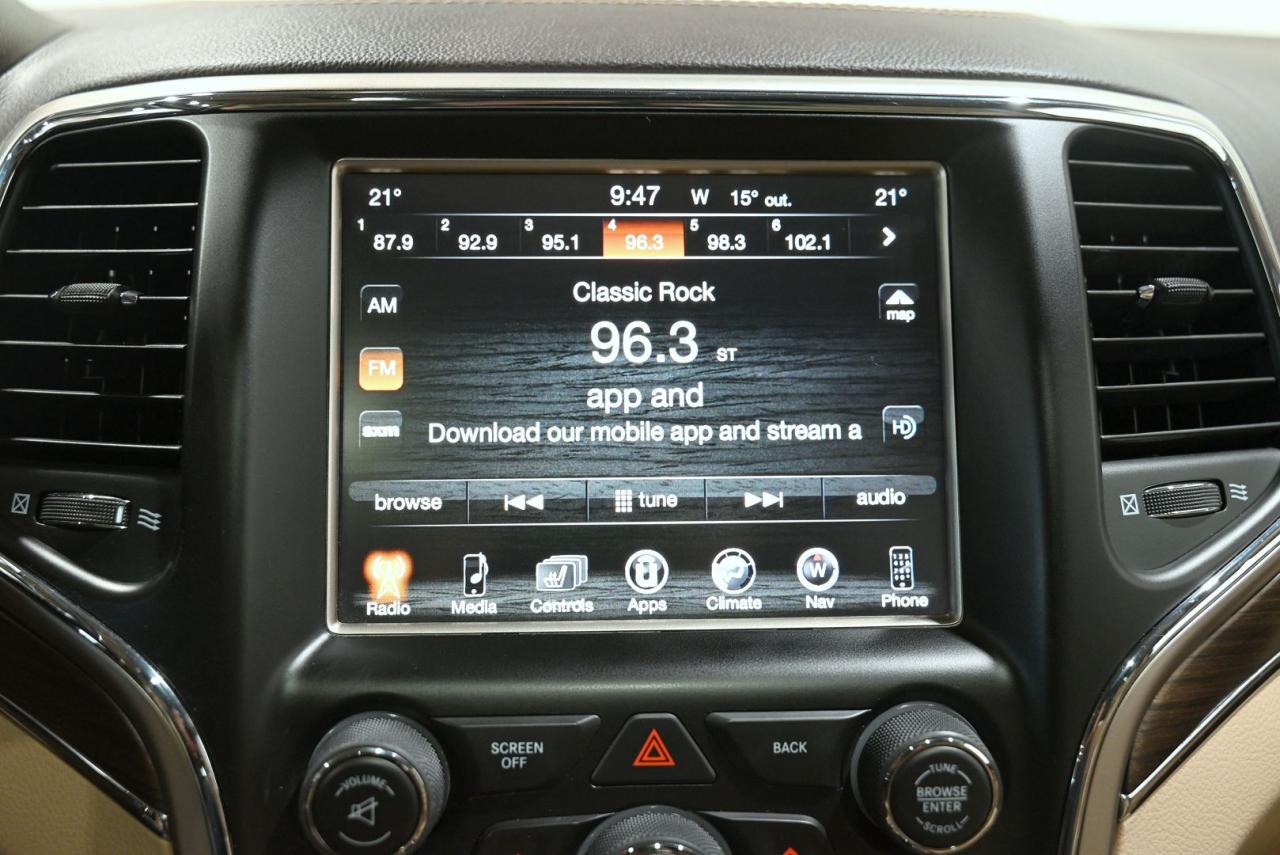 21° 9:47 W 15° out. 21°
1 87.9 2 92.9 3 95.1 4 96.3 5 98.3 6 102.1
Classic Rock
AM
map
96.3 ST
FM
app and
sxm
Download our mobile app and stream a
HD
browse tune audio
Radio Media Controls Apps Climate W Nav Phone
SCREEN OFF
BACK
VOLUME
TUNE
BROWSE
ENTER
SCROLL